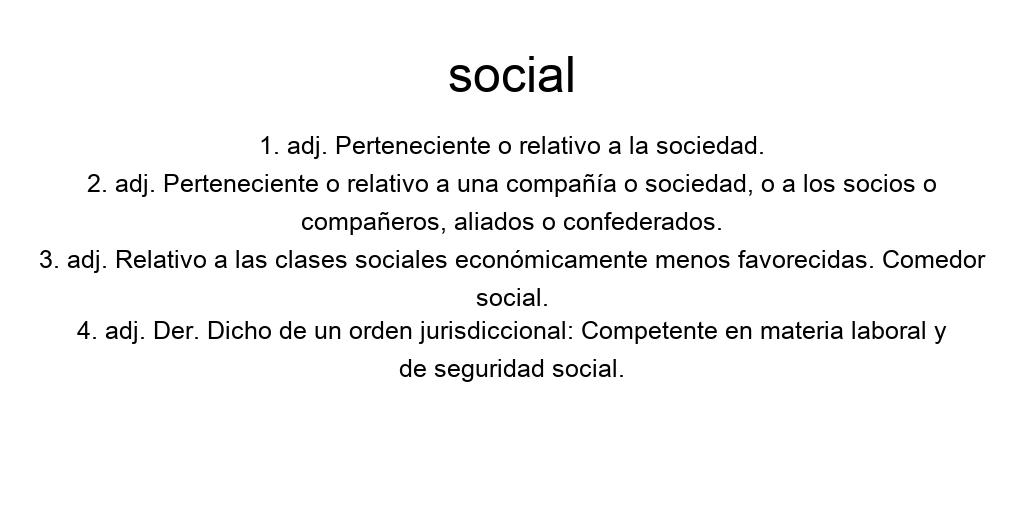 social
1. adj. Perteneciente o relativo a la sociedad.
2. adj. Perteneciente o relativo a una compañía o sociedad, o a los socios o
compañeros, aliados o confederados.
3. adj. Relativo a las clases sociales económicamente menos favorecidas. Comedor
social.
4. adj. Der. Dicho de un orden jurisdiccional: Competente en materia laboral y
de seguridad social.